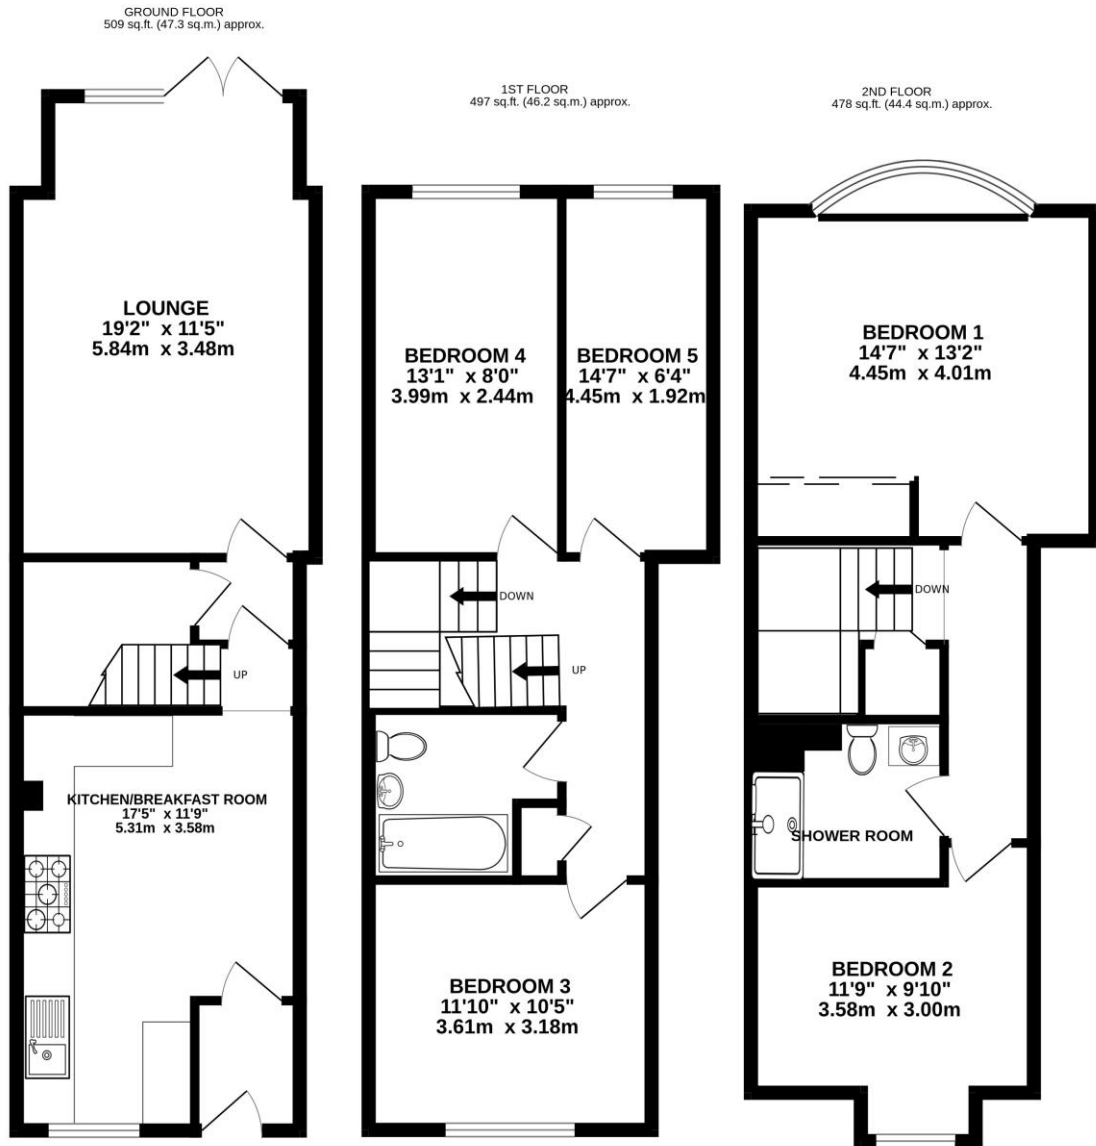 GROUND FLOOR
509 sq.ft. (47.3 sq.m.) approx.
LOUNGE
19'2" x 11'5"
5.84m x 3.48m
UP
KITCHEN/BREAKFAST ROOM
17'5" x 11'9"
5.31m x 3.58m
1ST FLOOR
497 sq.ft. (46.2 sq.m.) approx.
BEDROOM 4
13'1" x 8'0"
3.99m x 2.44m
BEDROOM 5
14'7" x 6'4"
4.45m x 1.92m
DOWN
UP
BEDROOM 3
11'10" x 10'5"
3.61m x 3.18m
2ND FLOOR
478 sq.ft. (44.4 sq.m.) approx.
BEDROOM 1
14'7" x 13'2"
4.45m x 4.01m
DOWN
SHOWER ROOM
BEDROOM 2
11'9" x 9'10"
3.58m x 3.00m